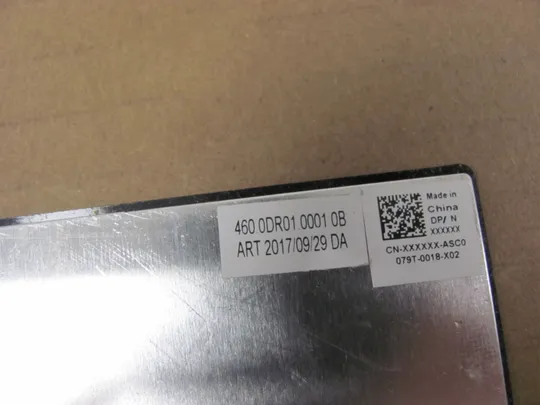 460 0DR01 0001 0B
ART 2017/09/29 DA
Made in
China
DP/ N
XXXXXX
CN-XXXXXX-ASC0
079T-0018-X02